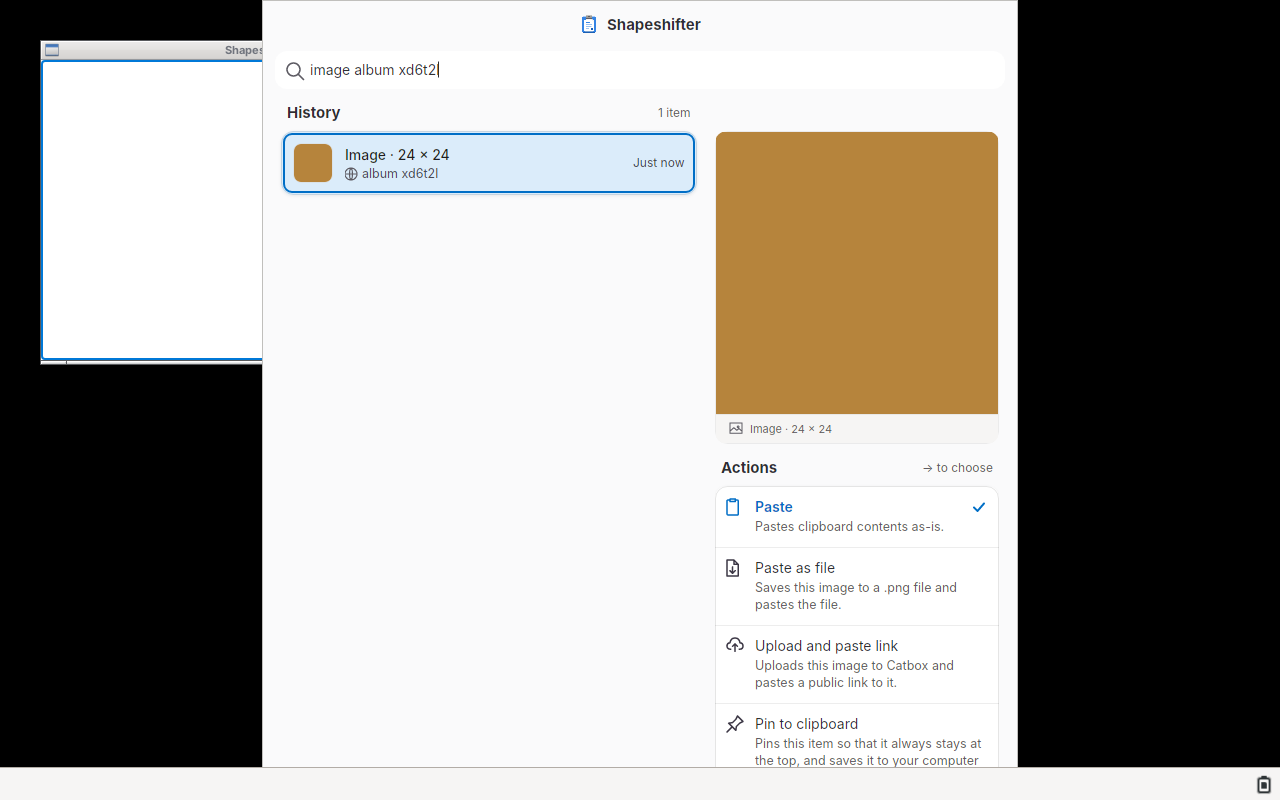 Shapeshifter
image album xd6t2l
History
1 item
Image · 24 × 24
album xd6t2l
Just now
Image · 24 × 24
Actions
→ to choose
Paste
Pastes clipboard contents as-is.
Paste as file
Saves this image to a .png file and
pastes the file.
Upload and paste link
Uploads this image to Catbox and
pastes a public link to it.
Pin to clipboard
Pins this item so that it always stays at
the top, and saves it to your computer
Shapes